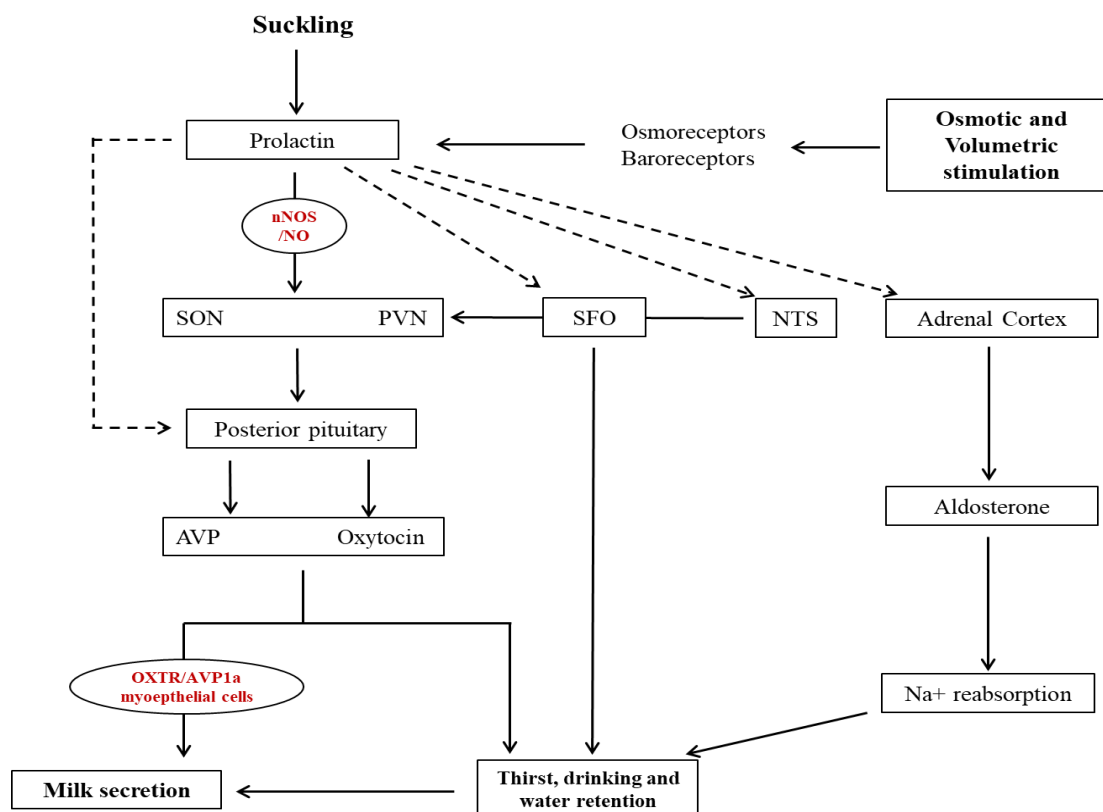 Suckling
Prolactin
Osmoreceptors
Baroreceptors
Osmotic and
Volumetric
stimulation
nNOS
/NO
SON PVN
SFO
NTS
Adrenal Cortex
Posterior pituitary
AVP Oxytocin
Aldosterone
OXTR/AVP1a
myoepthelial cells
Na+ reabsorption
Milk secretion
Thirst, drinking and
water retention